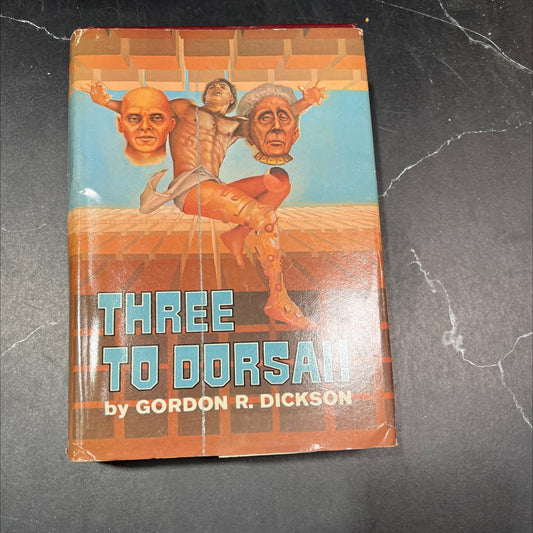 THREE
TO DORSAI!
by GORDON R. DICKSON